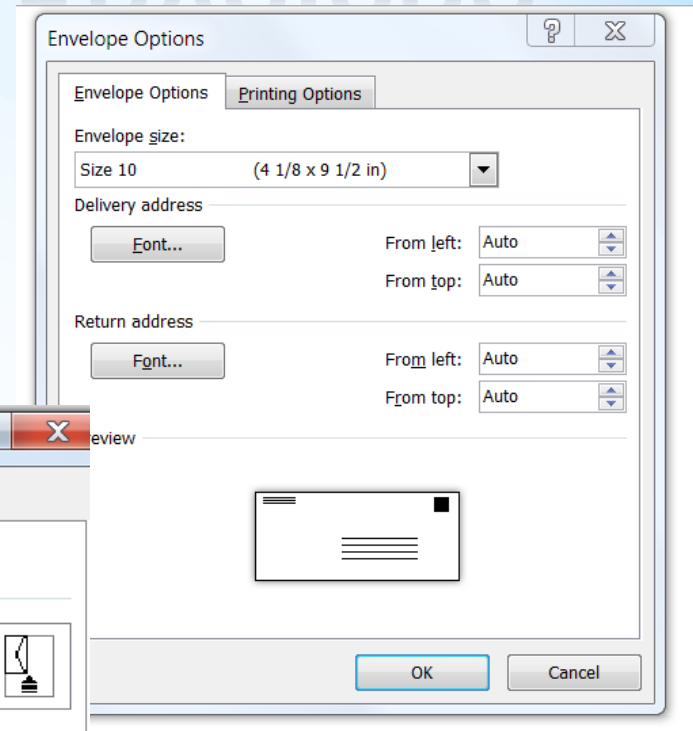 Envelope Options
Envelope Options Printing Options
Envelope size:
Size 10 (4 1/8 x 9 1/2 in)
Delivery address
Font...
From left: Auto
From top: Auto
Return address
Font...
From left: Auto
From top: Auto
eview
OK Cancel